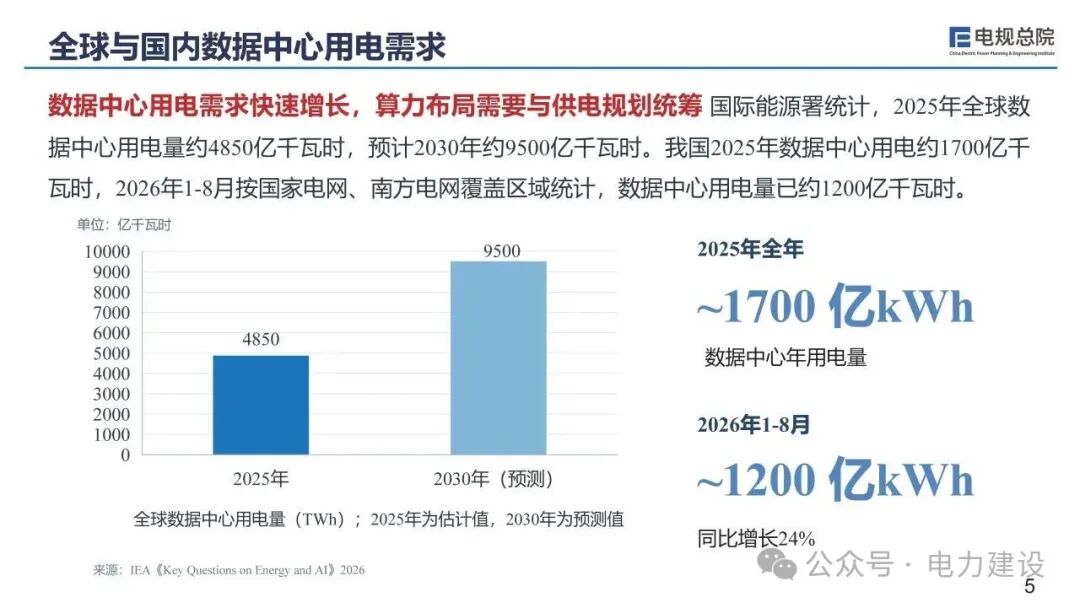 全球与国内数据中心用电需求
电规总院
China Electric Power Planning & Engineering Institute
数据中心用电需求快速增长，算力布局需要与供电规划统筹 国际能源署统计，2025年全球数
据中心用电量约4850亿千瓦时，预计2030年约9500亿千瓦时。我国2025年数据中心用电约1700亿千
瓦时，2026年1-8月按国家电网、南方电网覆盖区域统计，数据中心用电量已约1200亿千瓦时。
单位：亿千瓦时
10000
9000
8000
7000
6000
5000
4000
3000
2000
1000
0
4850
9500
2025年
2030年（预测）
全球数据中心用电量（TWh）；2025年为估计值，2030年为预测值
来源：IEA《Key Questions on Energy and AI》2026
2025年全年
~1700 亿kWh
数据中心年用电量
2026年1-8月
~1200 亿kWh
同比增长24%
公众号 · 电力建设
5